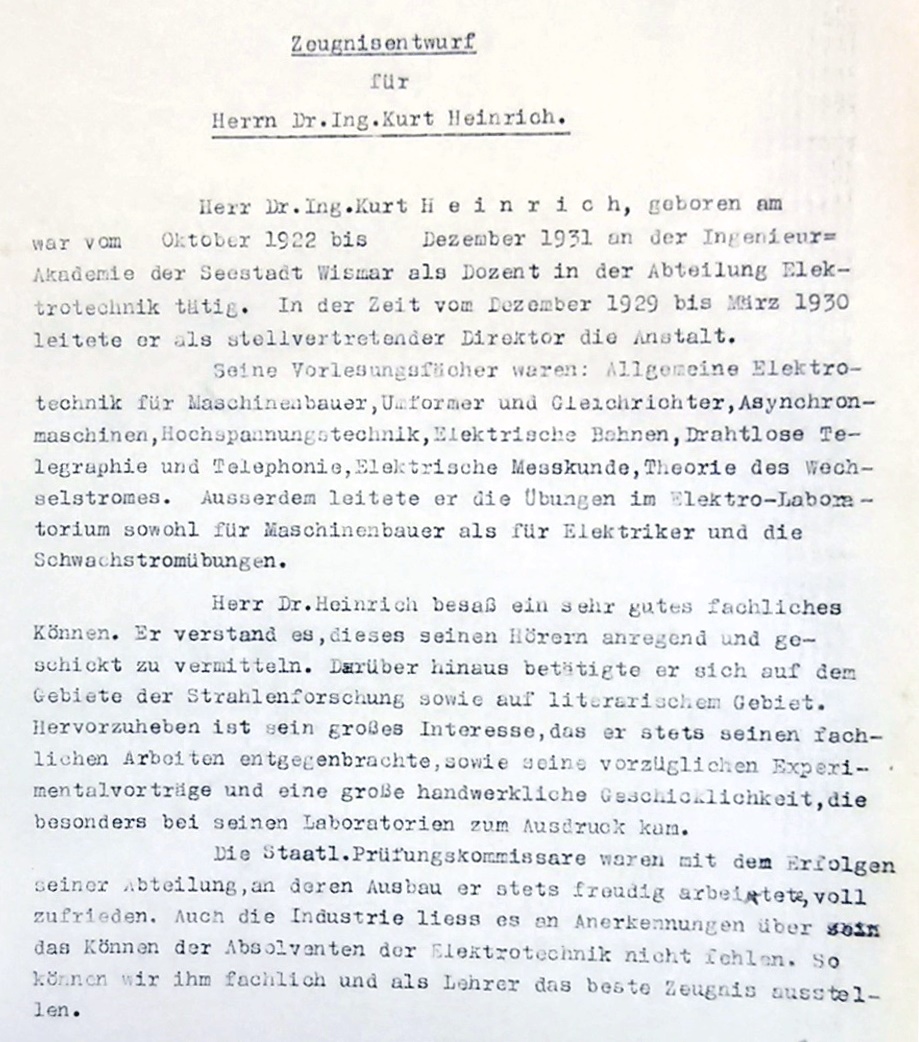 Zeugnisentwurf
für
Herrn Dr.Ing.Kurt Heinrich.
Herr Dr.Ing.Kurt H e i n r i c h, geboren am
war vom Oktober 1922 bis Dezember 1931 an der Ingenieur=
Akademie der Seestadt Wismar als Dozent in der Abteilung Elek-
trotechnik tätig. In der Zeit vom Dezember 1929 bis März 1930
leitete er als stellvertretender Direktor die Anstalt.
Seine Vorlesungsfächer waren: Allgemeine Elektro-
technik für Maschinenbauer,Umformer und Gleichrichter,Asynchron-
maschinen,Hochspannungstechnik,Elektrische Bahnen,Drahtlose Te-
legraphie und Telephonie,Elektrische Messkunde,Theorie des Wech-
selstromes. Ausserdem leitete er die Übungen im Elektro-Labora-
torium sowohl für Maschinenbauer als für Elektriker und die
Schwachstromübungen.
Herr Dr.Heinrich besaß ein sehr gutes fachliches
Können. Er verstand es,dieses seinen Hörern anregend und ge-
schickt zu vermitteln. Darüber hinaus betätigte er sich auf dem
Gebiete der Strahlenforschung sowie auf literarischem Gebiet.
Hervorzuheben ist sein großes Interesse,das er stets seinen fach-
lichen Arbeiten entgegenbrachte,sowie seine vorzüglichen Experi-
mentalvorträge und eine große handwerkliche Geschicklichkeit,die
besonders bei seinen Laboratorien zum Ausdruck kam.
Die Staatl.Prüfungskommissare waren mit dem Erfolgen
seiner Abteilung,an deren Ausbau er stets freudig arbeitete,voll
zufrieden. Auch die Industrie liess es an Anerkennungen über sein
das Können der Absolventen der Elektrotechnik nicht fehlen. So
können wir ihm fachlich und als Lehrer das beste Zeugnis ausstel-
len.